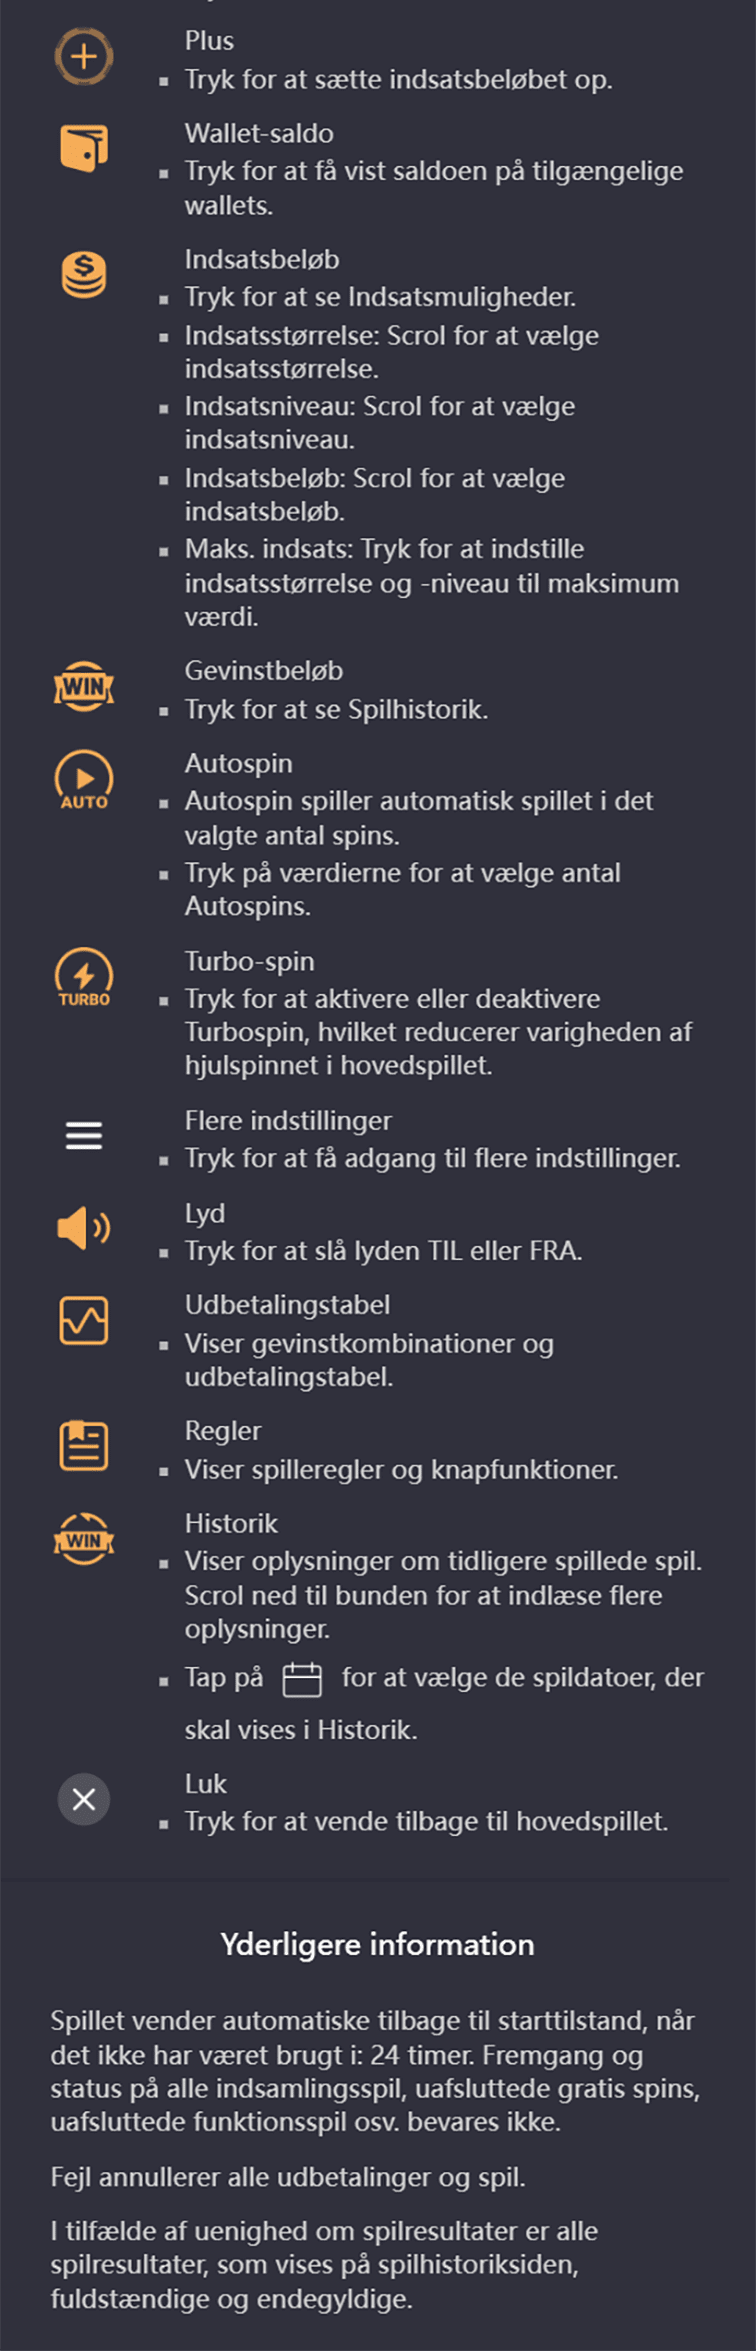 Plus
▪ Tryk for at sætte indsatsbeløbet op.
Wallet-saldo
▪ Tryk for at få vist saldoen på tilgængelige
wallets.
$
Indsatsbeløb
▪ Tryk for at se Indsatsmuligheder.
▪ Indsatsstørrelse: Scrol for at vælge
indsatsstørrelse.
▪ Indsatsniveau: Scrol for at vælge
indsatsniveau.
▪ Indsatsbeløb: Scrol for at vælge
indsatsbeløb.
▪ Maks. indsats: Tryk for at indstille
indsatsstørrelse og -niveau til maksimum
værdi.
WIN
Gevinstbeløb
▪ Tryk for at se Spilhistorik.
AUTO
Autospin
▪ Autospin spiller automatisk spillet i det
valgte antal spins.
▪ Tryk på værdierne for at vælge antal
Autospins.
TURBO
Turbo-spin
▪ Tryk for at aktivere eller deaktivere
Turbospin, hvilket reducerer varigheden af
hjulspinnet i hovedspillet.
Flere indstillinger
▪ Tryk for at få adgang til flere indstillinger.
Lyd
▪ Tryk for at slå lyden TIL eller FRA.
Udbetalingstabel
▪ Viser gevinstkombinationer og
udbetalingstabel.
Regler
▪ Viser spilleregler og knapfunktioner.
WIN
Historik
▪ Viser oplysninger om tidligere spillede spil.
Scrol ned til bunden for at indlæse flere
oplysninger.
▪ Tap på for at vælge de spildatoer, der
skal vises i Historik.
Luk
▪ Tryk for at vende tilbage til hovedspillet.
Yderligere information
Spillet vender automatiske tilbage til starttilstand, når
det ikke har været brugt i: 24 timer. Fremgang og
status på alle indsamlingsspil, uafsluttede gratis spins,
uafsluttede funktionsspil osv. bevares ikke.
Fejl annullerer alle udbetalinger og spil.
I tilfælde af uenighed om spilresultater er alle
spilresultater, som vises på spilhistoriksiden,
fuldstændige og endegyldige.